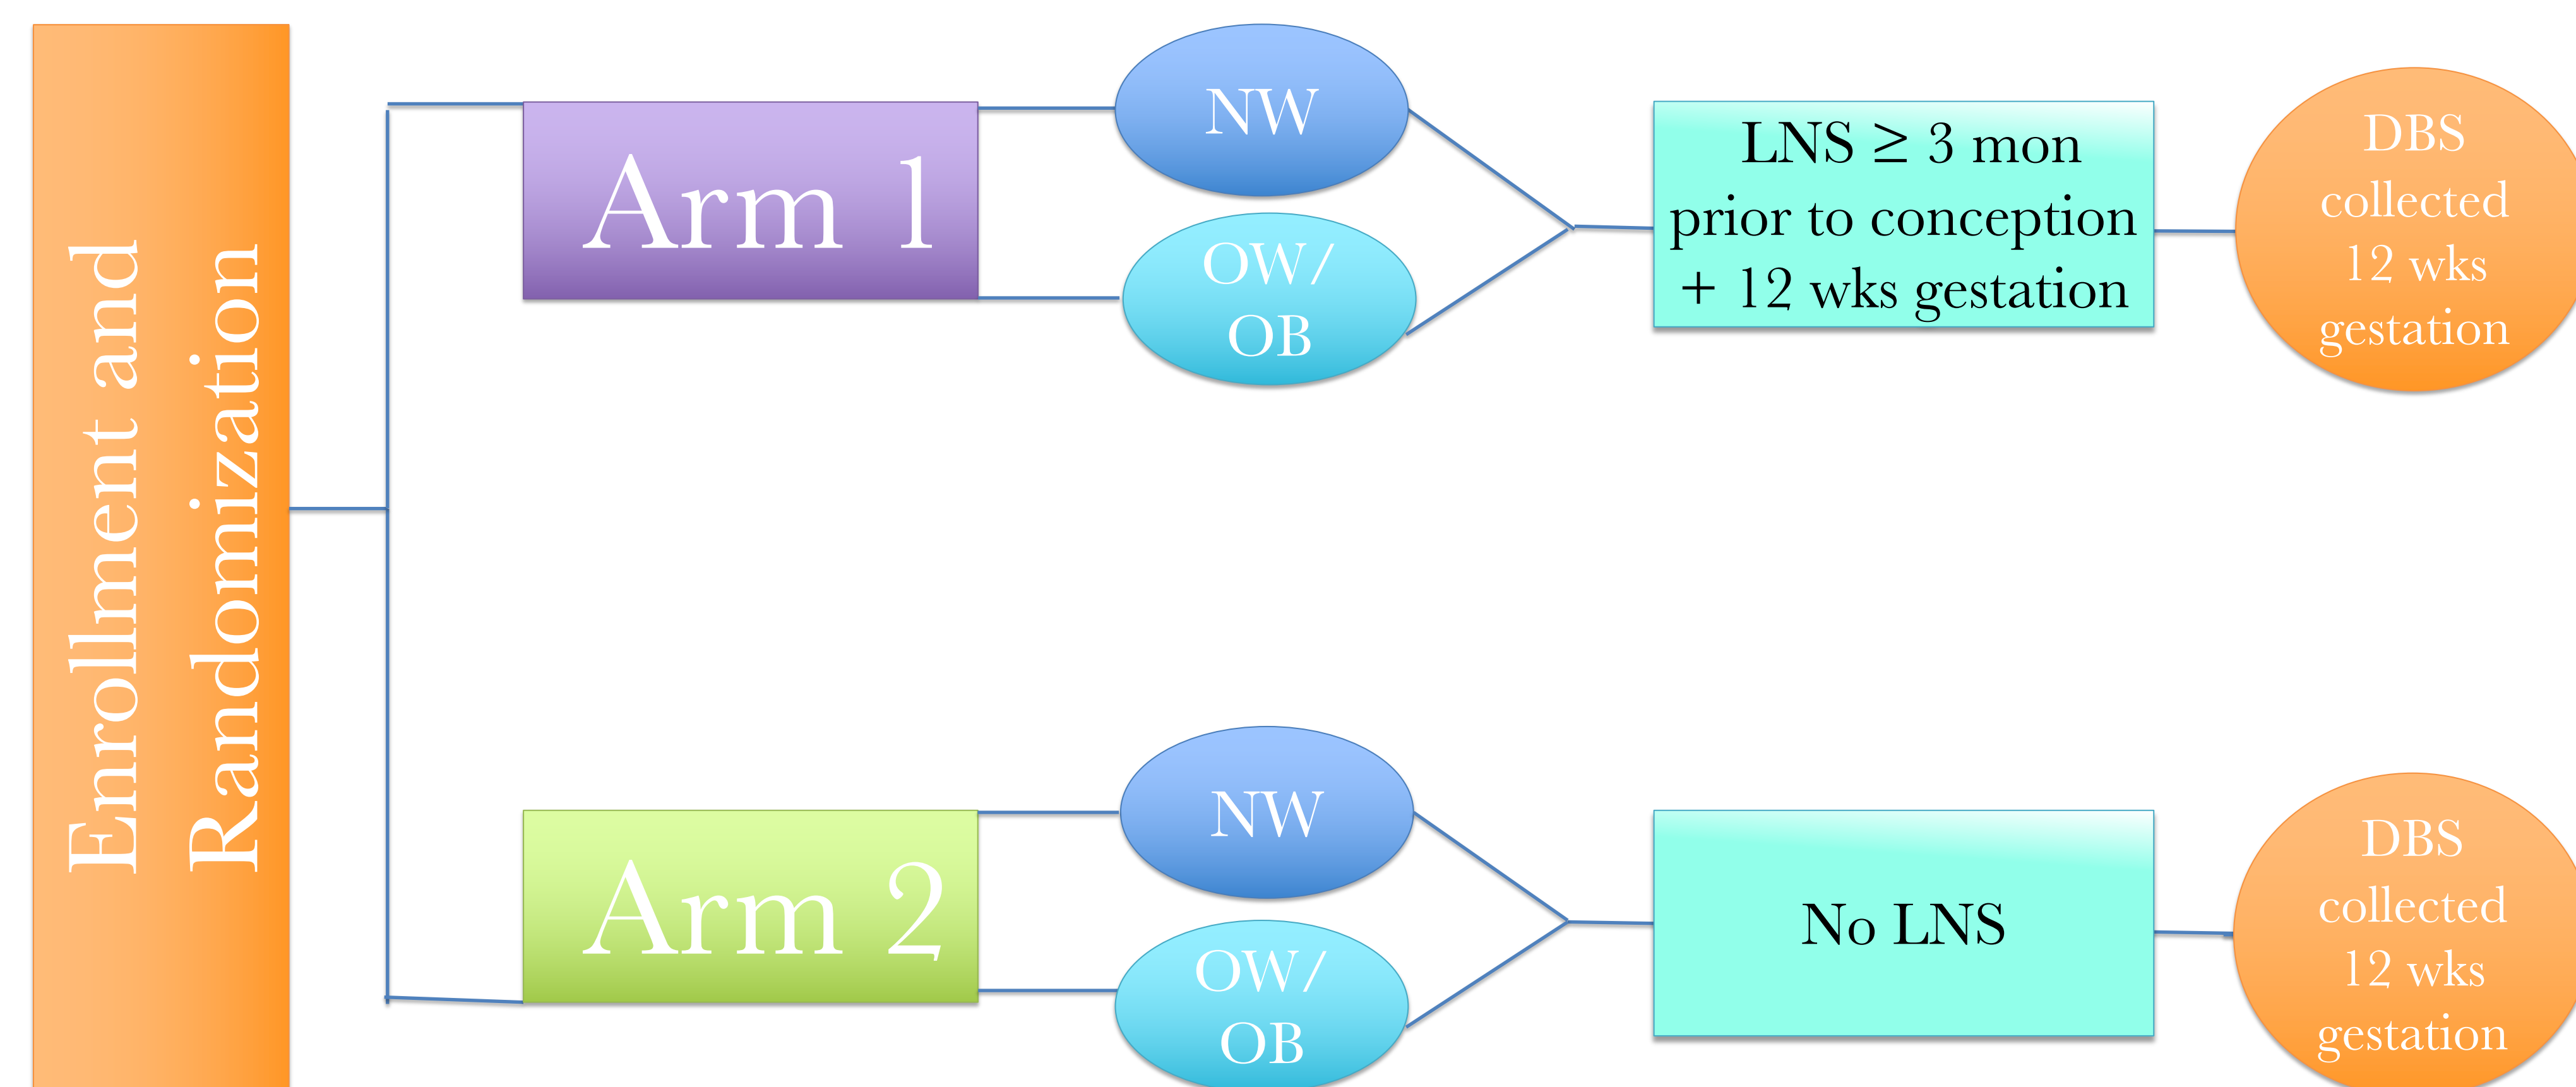 Enrollment and
Randomization
Arm 1
NW
OW/
OB
LNS ≥ 3 mon
prior to conception
+ 12 wks gestation
DBS
collected
12 wks
gestation
Arm 2
NW
OW/
OB
No LNS
DBS
collected
12 wks
gestation